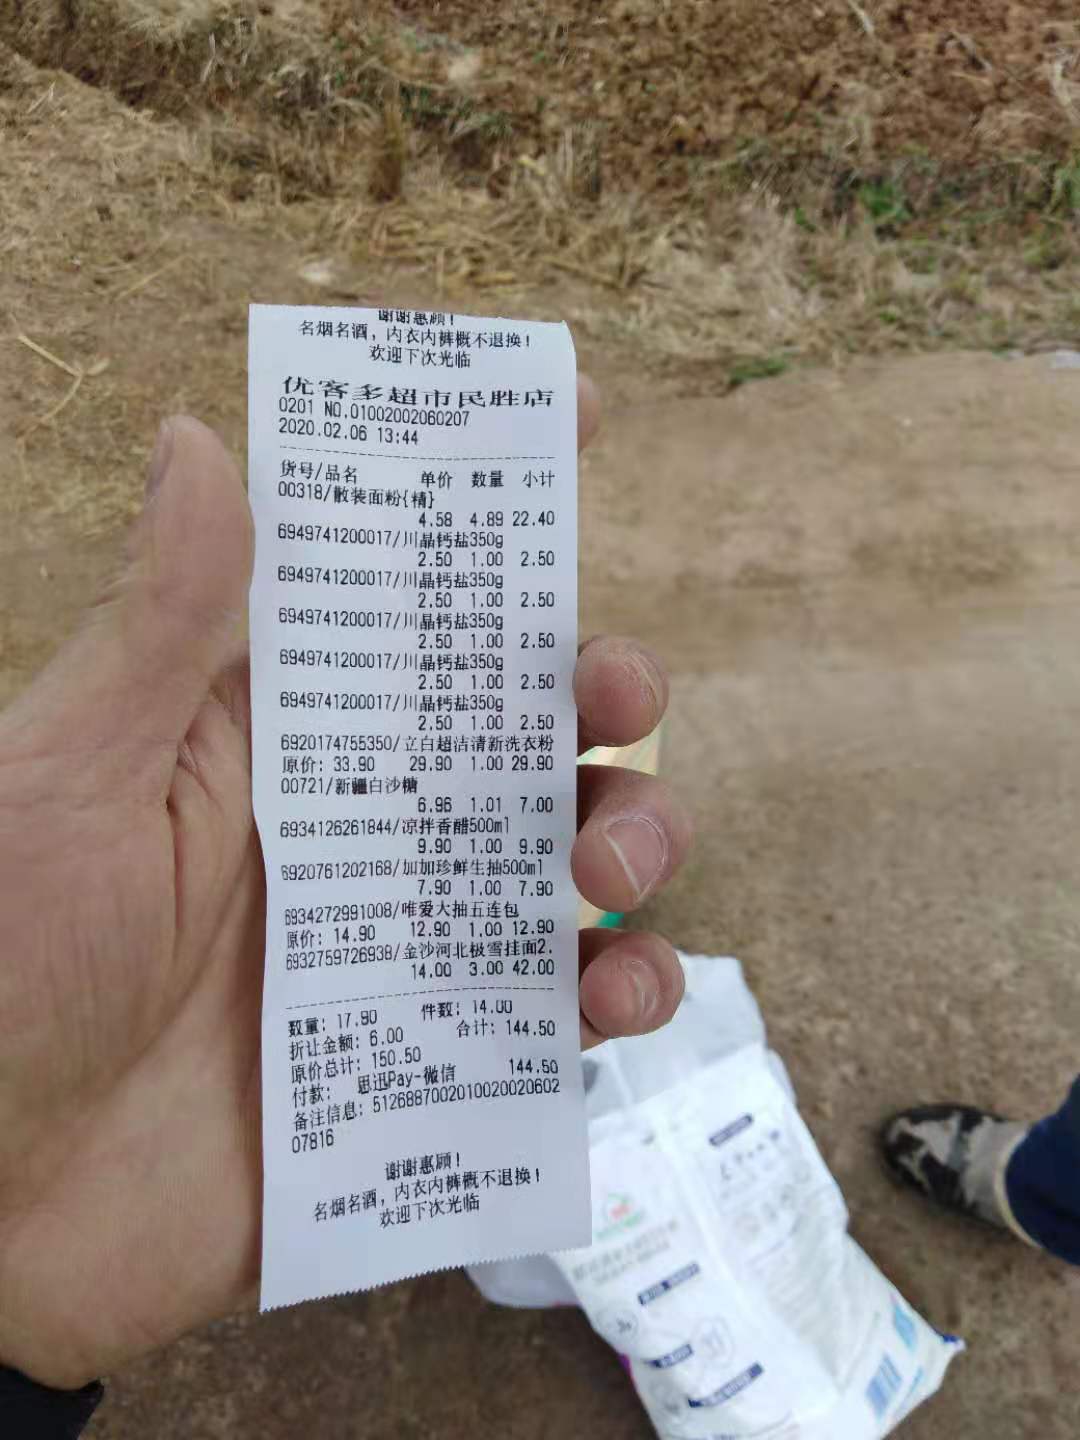 谢谢惠顾!
名烟名酒,内衣内裤概不退换!
欢迎下次光临
优客多超市民胜店
0201 NO.01002002060207
2020.02.06 13:44
货号/品名 单价 数量 小计
00318/散装面粉{精}
4.58 4.89 22.40
6949741200017/川晶钙盐350g
2.50 1.00 2.50
6949741200017/川晶钙盐350g
2.50 1.00 2.50
6949741200017/川晶钙盐350g
2.50 1.00 2.50
6949741200017/川晶钙盐350g
2.50 1.00 2.50
6949741200017/川晶钙盐350g
2.50 1.00 2.50
6920174755350/立白超洁清新洗衣粉
原价: 33.90 29.90 1.00 29.90
00721/新疆白沙糖
6.96 1.01 7.00
6934126261844/凉拌香醋500ml
9.90 1.00 9.90
6920761202168/加加珍鲜生抽500ml
7.90 1.00 7.90
6934272991008/唯爱大抽五连包
原价: 14.90 12.90 1.00 12.90
6932759726938/金沙河北极雪挂面2.
14.00 3.00 42.00
数量: 17.90 件数: 14.00
折让金额: 6.00 合计: 144.50
原价总计: 150.50
付款: 思迅Pay-微信 144.50
备注信息: 5126887002010020020602
07816
谢谢惠顾!
名烟名酒,内衣内裤概不退换!
欢迎下次光临